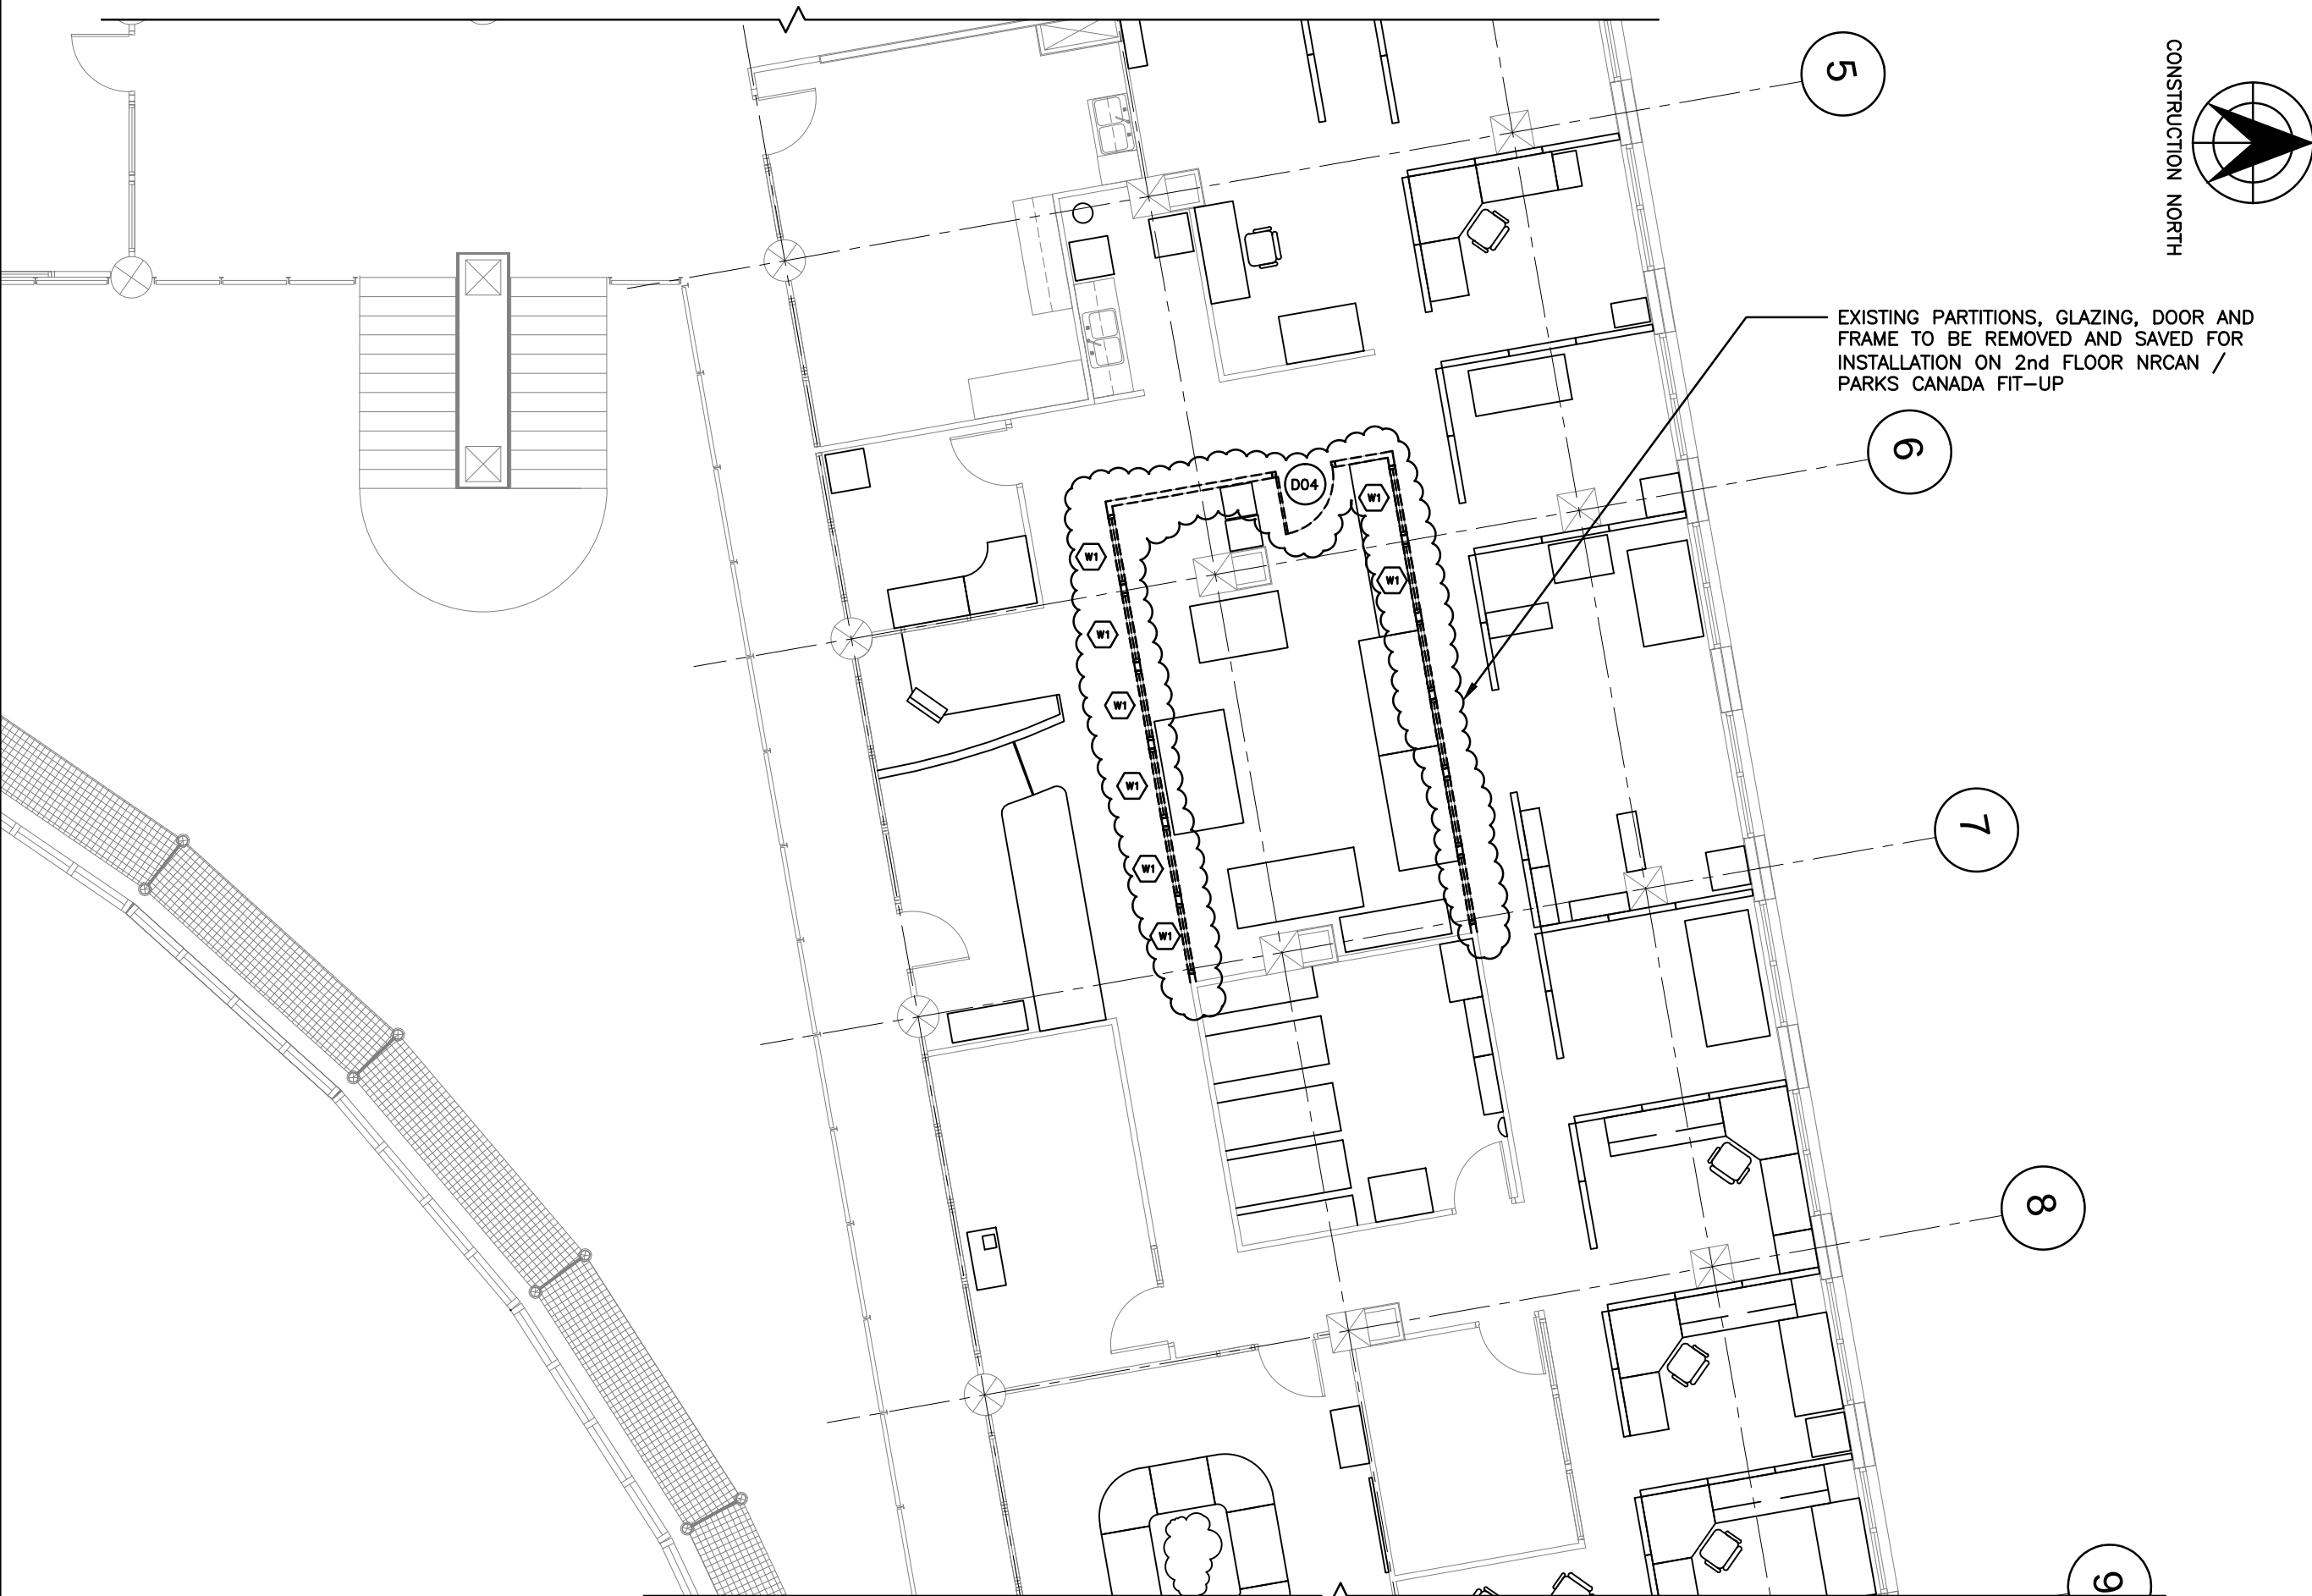 5
CONSTRUCTION NORTH
EXISTING PARTITIONS, GLAZING, DOOR AND
FRAME TO BE REMOVED AND SAVED FOR
INSTALLATION ON 2nd FLOOR NRCAN /
PARKS CANADA FIT-UP
6
D04
W1
W1
W1
W1
W1
W1
W1
W1
7
8
9